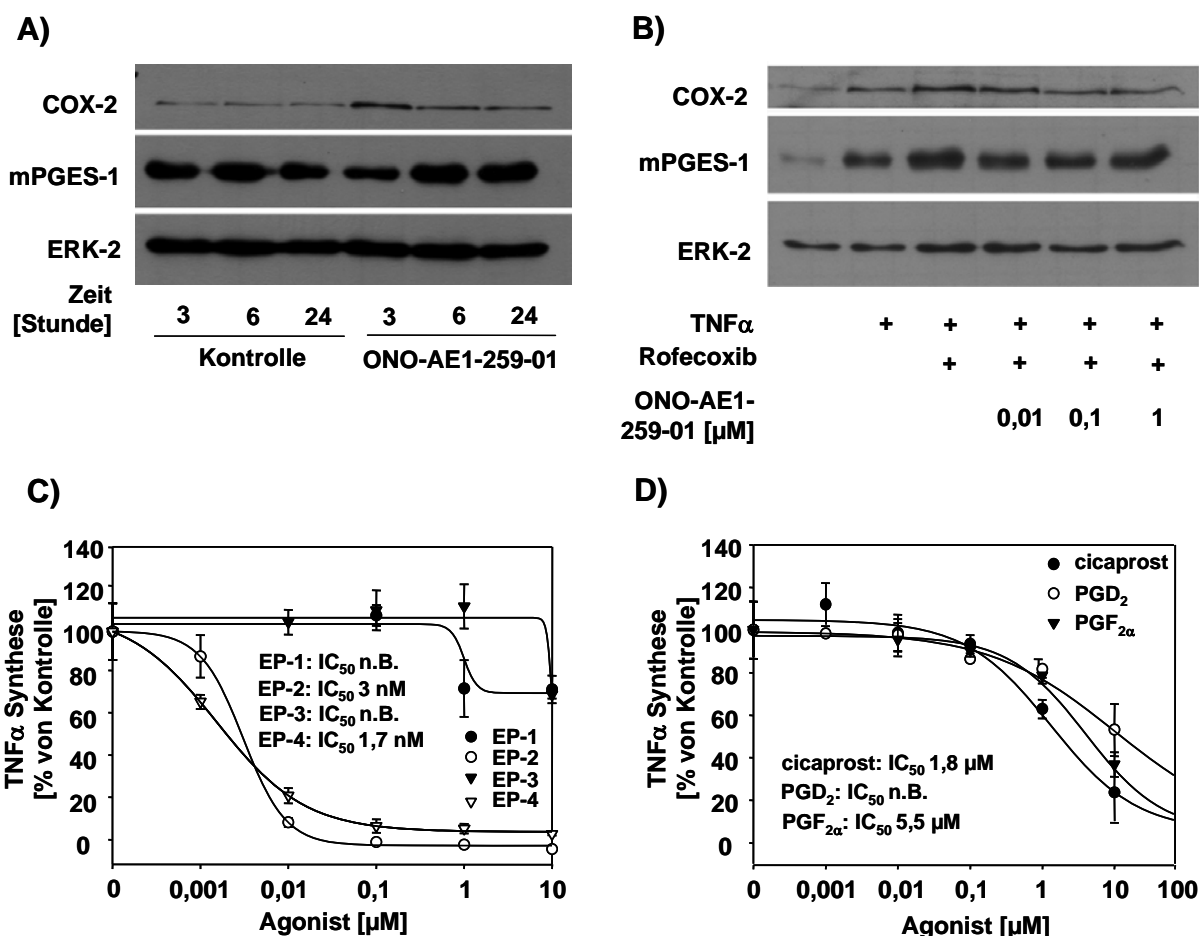 A)
COX-2
mPGES-1
ERK-2
Zeit
[Stunde]
3 6 24 3 6 24
Kontrolle ONO-AE1-259-01
B)
COX-2
mPGES-1
ERK-2
TNFα + + + + +
Rofecoxib + + + +
ONO-AE1-
259-01 [µM] 0,01 0,1 1
C)
TNFα Synthese
[% von Kontrolle]
140
120
100
80
60
40
20
0
EP-1: IC50 n.B.
EP-2: IC50 3 nM
EP-3: IC50 n.B.
EP-4: IC50 1,7 nM
EP-1
EP-2
EP-3
EP-4
0 0,001 0,01 0,1 1 10
Agonist [µM]
D)
TNFα Synthese
[% von Kontrolle]
140
120
100
80
60
40
20
0
cicaprost
PGD2
PGF2α
cicaprost: IC50 1,8 µM
PGD2: IC50 n.B.
PGF2α: IC50 5,5 µM
0 0,001 0,01 0,1 1 10 100
Agonist [µM]